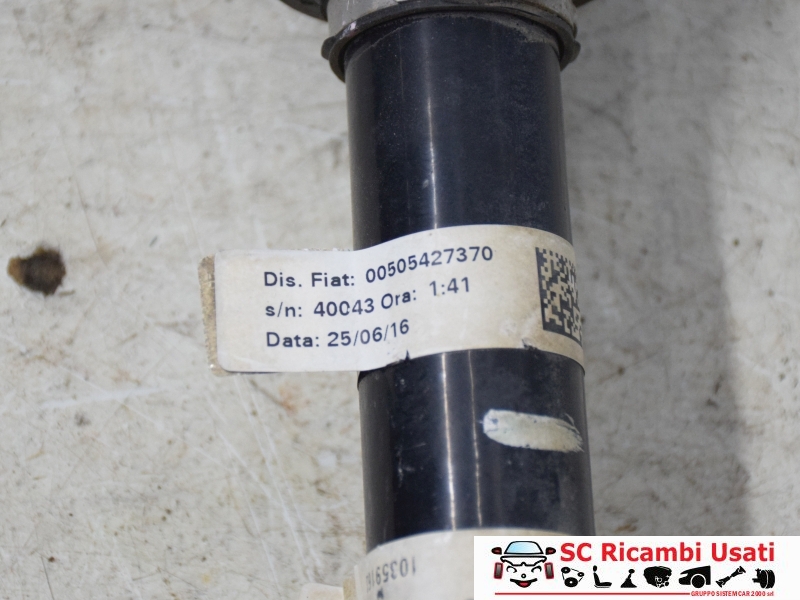 Dis. Fiat: 00505427370
s/n: 40043 Ora: 1:41
Data: 25/06/16
SC Ricambi Usati
GRUPPO SISTEMCAR 2000 srl